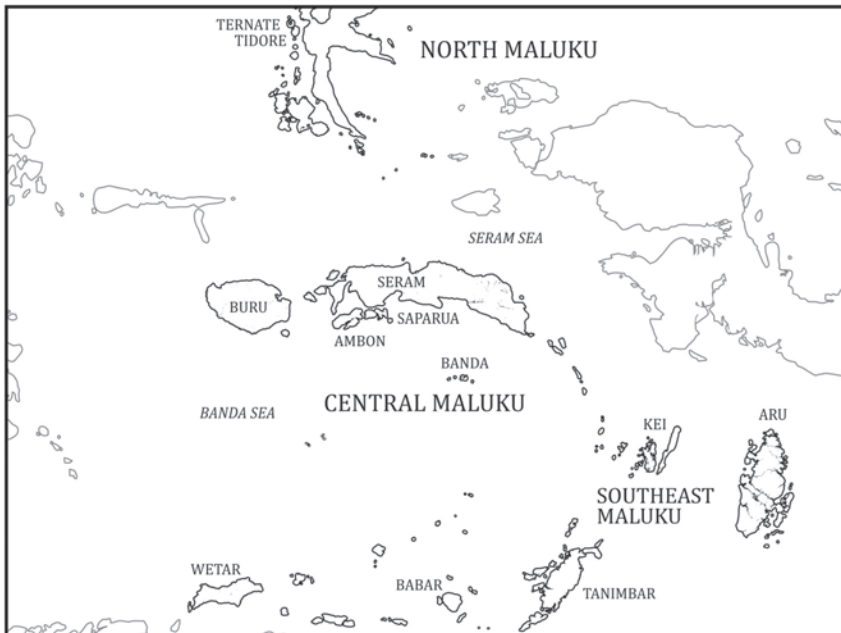 TERNATE
TIDORE
NORTH MALUKU
SERAM SEA
SERAM
BURU
SAPARUA
AMBON
BANDA
BANDA SEA
CENTRAL MALUKU
KEI
ARU
SOUTHEAST
MALUKU
WETAR
BABAR
TANIMBAR